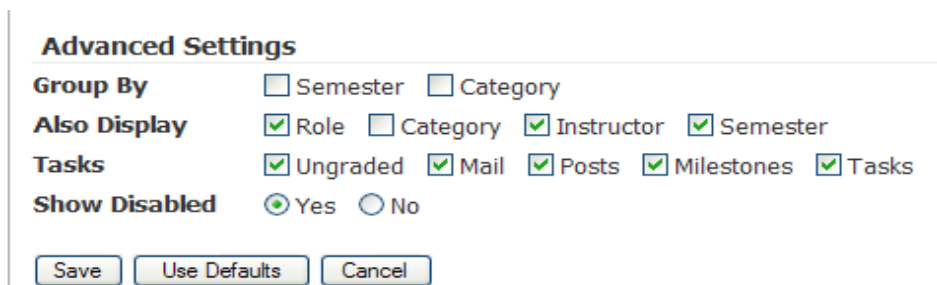 Advanced Settings
Group By Semester Category
Also Display Role Category Instructor Semester
Tasks Ungraded Mail Posts Milestones Tasks
Show Disabled Yes No
Save Use Defaults Cancel